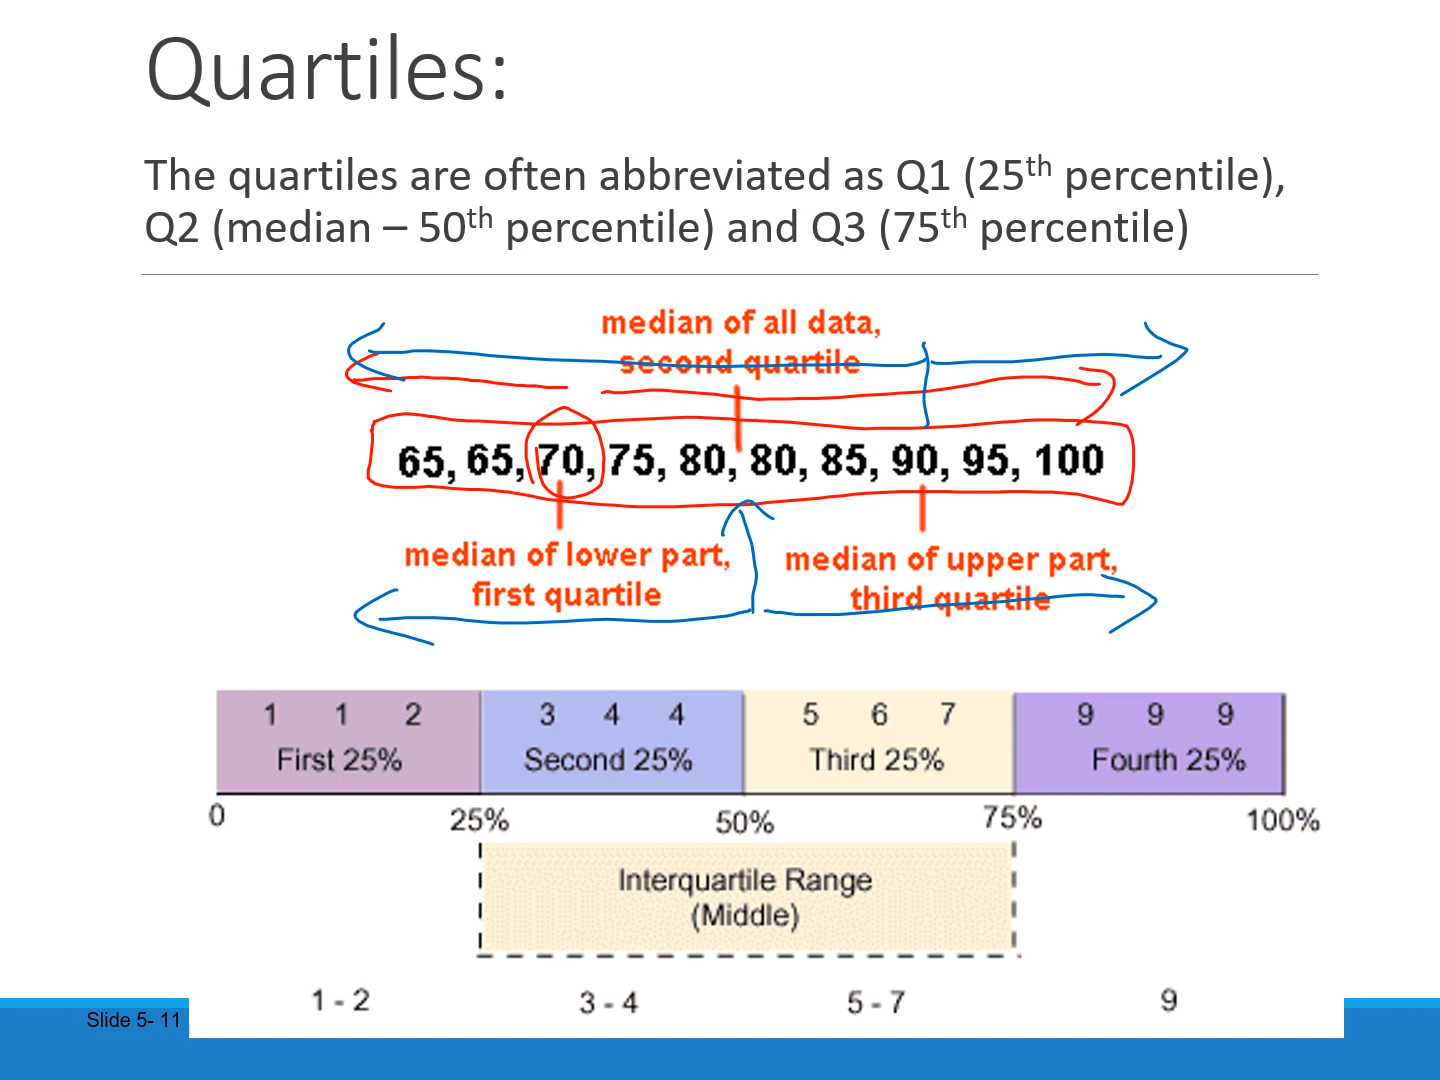 Quartiles:
The quartiles are often abbreviated as Q1 (25th percentile),
Q2 (median – 50th percentile) and Q3 (75th percentile)
median of all data,
second quartile
65, 65, 70, 75, 80, 80, 85, 90, 95, 100
median of lower part,
first quartile
median of upper part,
third quartile
1 1 2 3 4 4 5 6 7 9 9 9
First 25% Second 25% Third 25% Fourth 25%
0 25% 50% 75% 100%
Interquartile Range
(Middle)
1 - 2 3 - 4 5 - 7 9
Slide 5- 11